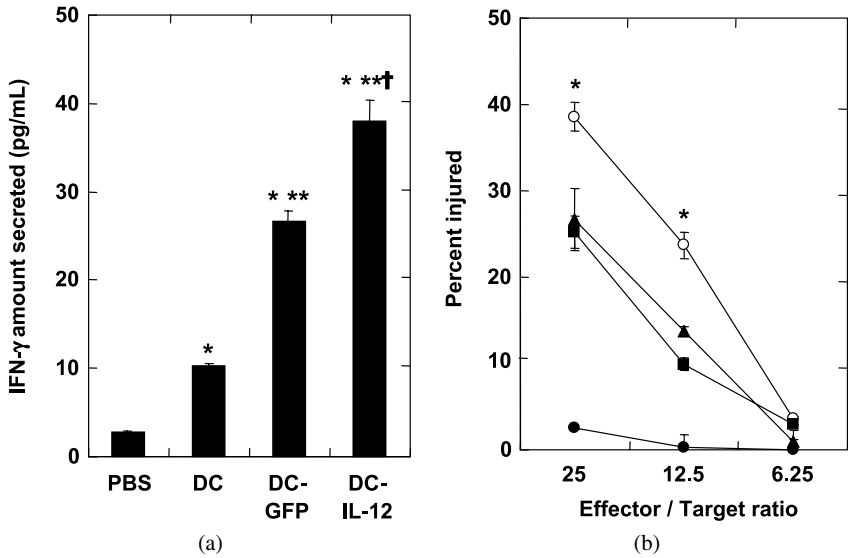 IFN-γ amount secreted (pg/mL)
50
40
30
20
10
0
*
* **
* **†
PBS
DC
DC-
GFP
DC-
IL-12
(a)
Percent injured
50
40
30
20
10
0
*
*
25
12.5
6.25
Effector / Target ratio
(b)